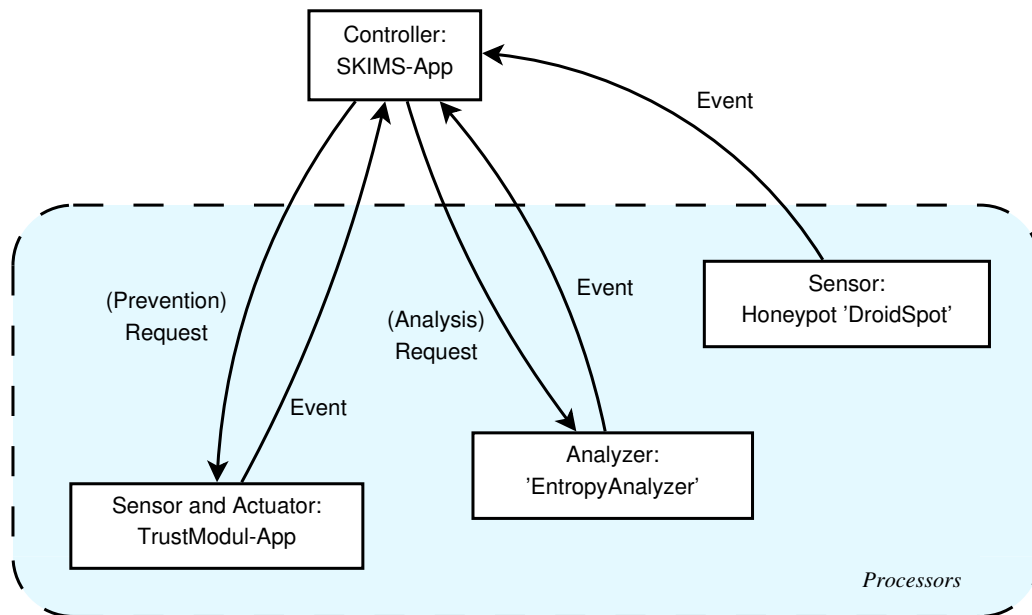 Controller:
SKIMS-App
Event
Sensor:
Honeypot ’DroidSpot’
(Prevention)
Request
(Analysis)
Request
Event
Event
Analyzer:
’EntropyAnalyzer’
Sensor and Actuator:
TrustModul-App
Processors